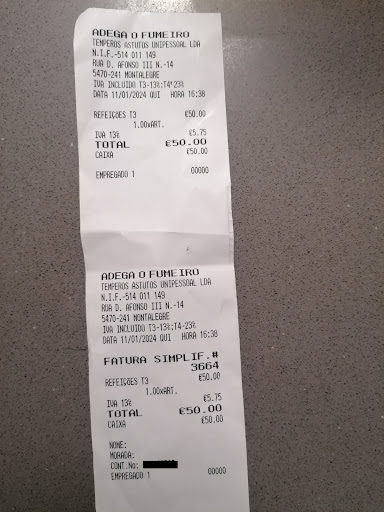 ADEGA O FUMEIRO
TEMPEROS ASTUTOS UNIPESSOAL LDA
N.I.F.-514 011 149
RUA D. AFONSO III N.-14
5470-241 MONTALEGRE
IVA INCLUIDO T3-13%;T4*23%
DATA 11/01/2024 QUI HORA 16:38
REFEIÇÕES T3 €50.00
1.00xART.
IVA 13% €5.75
TOTAL €50.00
CAIXA €50.00
EMPREGADO 1 00000
ADEGA O FUMEIRO
TEMPEROS ASTUTOS UNIPESSOAL LDA
N.I.F.-514 011 149
RUA D. AFONSO III N.-14
5470-241 MONTALEGRE
IVA INCLUIDO T3-13%;T4-23%
DATA 11/01/2024 QUI HORA 16:38
FATURA SIMPLIF.#
3664
REFEIÇÕES T3 €50.00
1.00xART.
IVA 13% €5.75
TOTAL €50.00
CAIXA €50.00
NOME:
MORADA:
CONT.No:
EMPREGADO 1 00000